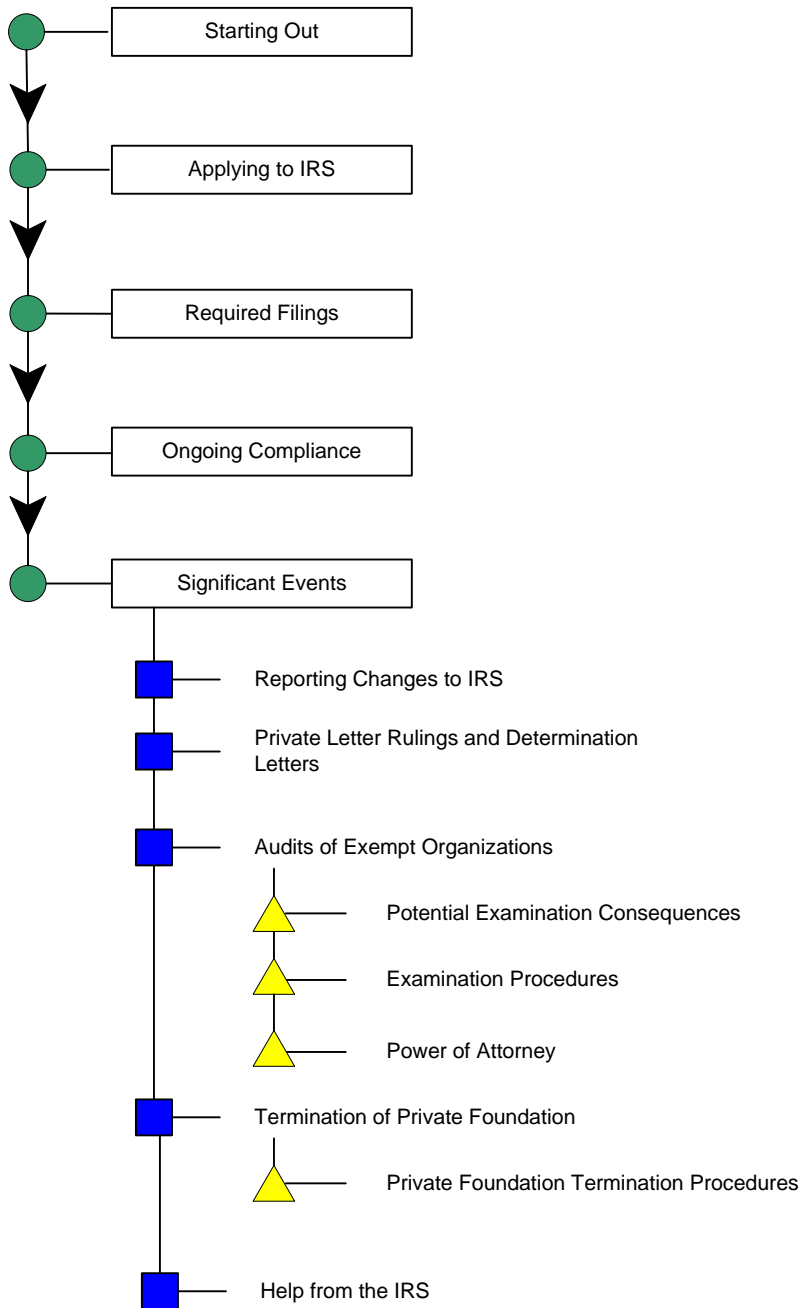 Starting Out
Applying to IRS
Required Filings
Ongoing Compliance
Significant Events
Reporting Changes to IRS
Private Letter Rulings and Determination
Letters
Audits of Exempt Organizations
Potential Examination Consequences
Examination Procedures
Power of Attorney
Termination of Private Foundation
Private Foundation Termination Procedures
Help from the IRS